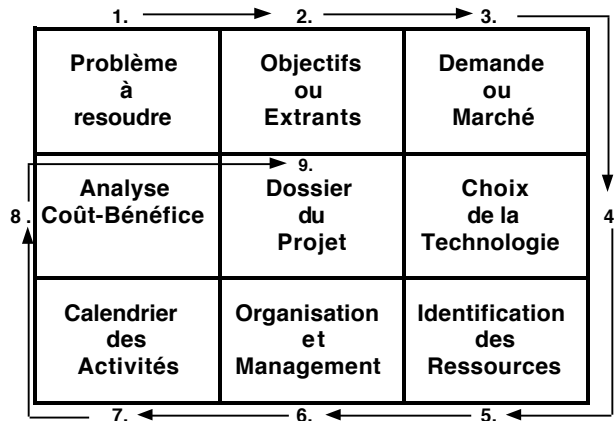 1. 2. 3.
Problème
à
resoudre
Objectifs
ou
Extrants
Demande
ou
Marché
4
8.
Analyse
Coût-Bénéfice
9.
Dossier
du
Projet
Choix
de la
Technologie
Calendrier
des
Activités
Organisation
et
Management
Identification
des
Ressources
7. 6. 5.